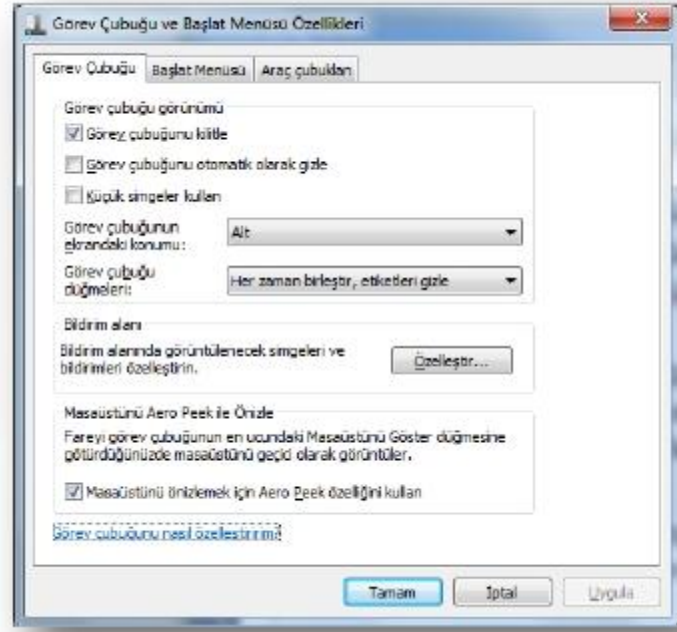 Görev Çubuğu ve Başlat Menüsü Özellikleri
Görev Çubuğu
Başlat Menüsü
Araç çubukları
Görev çubuğu görünümü
Görev çubuğunu kilitle
Görev çubuğunu otomatik olarak gizle
Küçük simgeler kullan
Görev çubuğunun
ekrandaki konumu:
Alt
Görev çubuğu
düğmeleri:
Her zaman birleştir, etiketleri gizle
Bildirim alanı
Bildirim alanında görüntülenecek simgeleri ve
bildirimleri özelleştirin.
Özelleştir...
Masaüstünü Aero Peek ile Önizle
Fareyi görev çubuğunun en ucundaki Masaüstünü Göster düğmesine
götürdüğünüzde masaüstünü geçici olarak görüntüler.
Masaüstünü önizlemek için Aero Peek özelliğini kullan
Görev çubuğunu nasıl özelleştiririm?
Tamam
İptal
Uygula